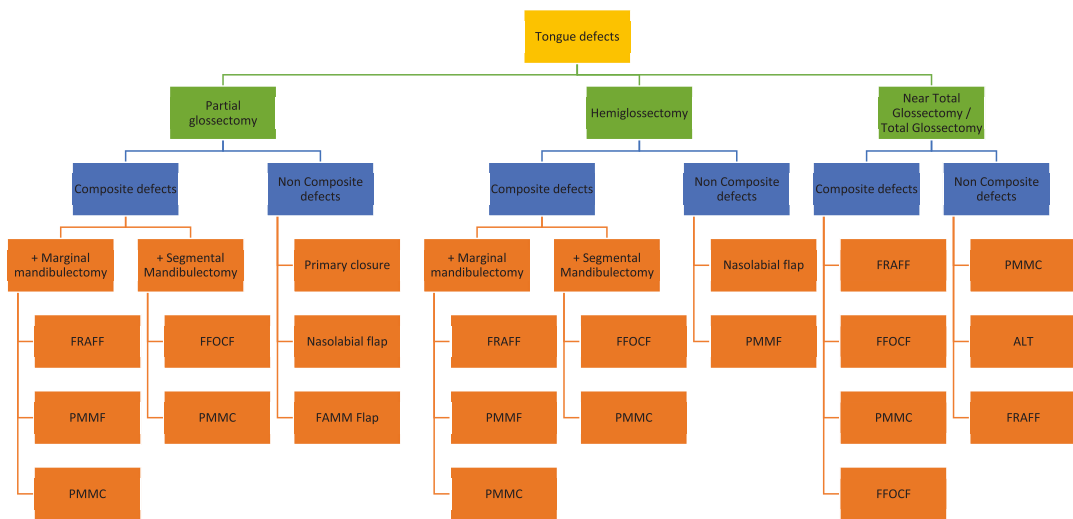 Tongue defects
Partial
glossectomy
Hemiglossectomy
Near Total
Glossectomy /
Total Glossectomy
Composite defects
Non Composite
defects
Composite defects
Non Composite
defects
Composite defects
Non Composite
defects
+ Marginal
mandibulectomy
+ Segmental
Mandibulectomy
Primary closure
+ Marginal
mandibulectomy
+ Segmental
Mandibulectomy
Nasolabial flap
FRAFF
PMMC
FRAFF
FFOCF
Nasolabial flap
FRAFF
FFOCF
PMMF
FFOCF
ALT
PMMF
PMMC
FAMM Flap
PMMF
PMMC
PMMC
FRAFF
PMMC
PMMC
FFOCF